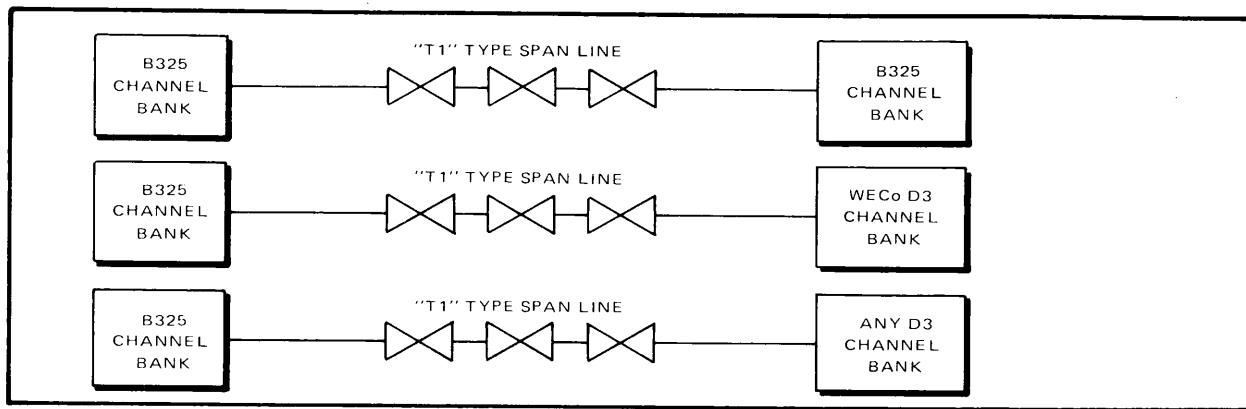 "T1" TYPE SPAN LINE
B325
CHANNEL
BANK
B325
CHANNEL
BANK
"T1" TYPE SPAN LINE
B325
CHANNEL
BANK
WECo D3
CHANNEL
BANK
"T1" TYPE SPAN LINE
B325
CHANNEL
BANK
ANY D3
CHANNEL
BANK